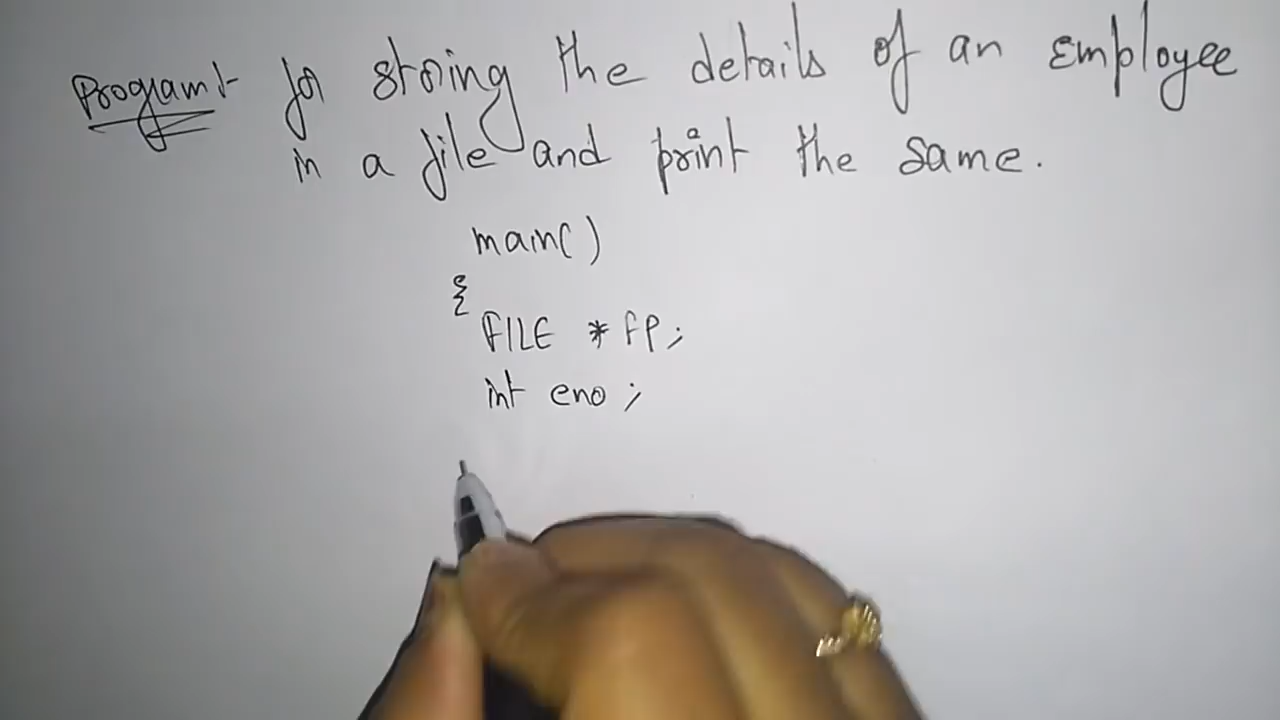 Program:- for storing the details of an Employee
in a file and print the same.
main()
{
FILE *FP;
int eno;